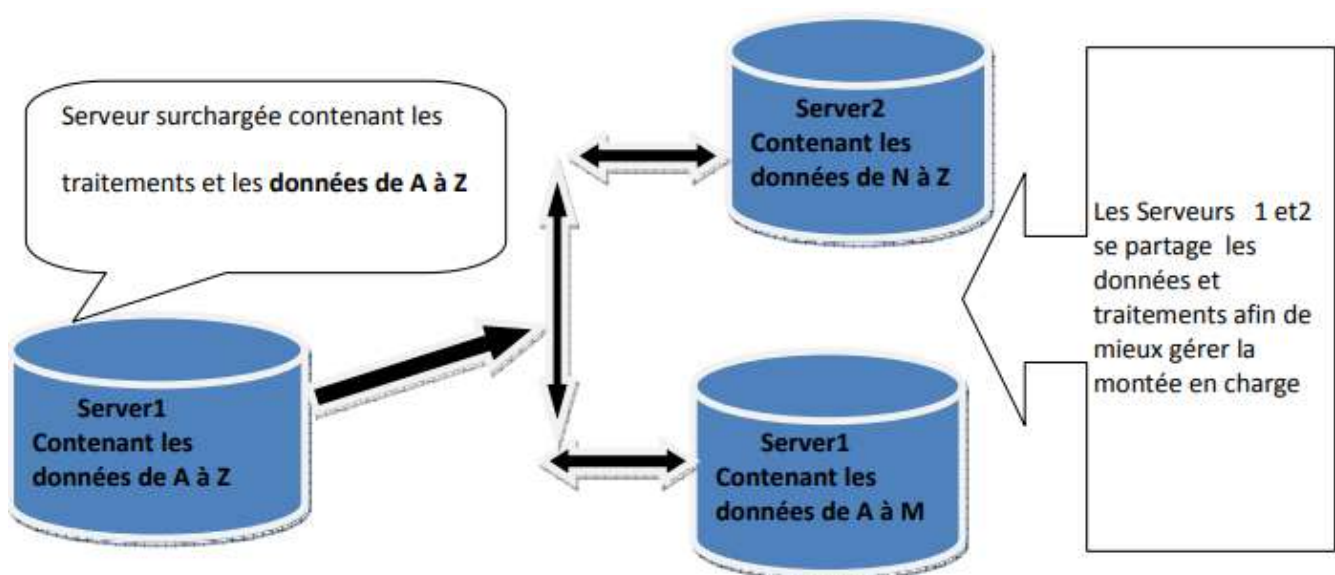 Serveur surchargée contenant les
traitements et les données de A à Z
Server1
Contenant les
données de A à Z
Server2
Contenant les
données de N à Z
Server1
Contenant les
données de A à M
Les Serveurs 1 et2
se partage les
données et
traitements afin de
mieux gérer la
montée en charge